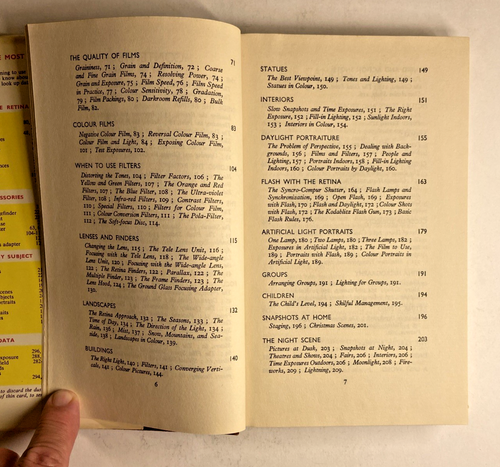 E MOST
E RETINA
ESSORIES
Y SUBJECT
DATA
THE QUALITY OF FILMS 71
Graininess, 71 ; Grain and Definition, 72 ; Coarse
and Fine Grain Films, 74 ; Resolving Power, 74 ;
Grain and Exposure, 75 ; Film Speed, 76 ; Film Speed
in Practice, 77 ; Colour Sensitivity, 78 ; Gradation,
79 ; Film Packings, 80 ; Darkroom Refills, 80 ; Bulk
Film, 82.
COLOUR FILMS 83
Negative Colour Film, 83 ; Reversal Colour Film, 83 ;
Colour Film and Light, 84 ; Exposing Colour Film,
101 ; Test Exposures, 102.
WHEN TO USE FILTERS 104
Distorting the Tones, 104 ; Filter Factors, 106 ; The
Yellow and Green Filters, 107 ; The Orange and Red
Filters, 107 ; The Blue Filter, 108 ; The Ultra-violet
Filter, 108 ; Infra-red Filters, 109 ; Contrast Filters,
110 ; Special Filters, 110 ; Filters for Colour Film,
111 ; Colour Conversion Filters, 111 ; The Pola-Filter,
112 ; The Soft-focus Disc, 114.
LENSES AND FINDERS 115
Changing the Lens, 115 ; The Tele Lens Unit, 116 ;
Focusing with the Tele Lens, 118 ; The Wide-angle
Lens Unit, 120 ; Focusing with the Wide-angle Lens,
122 ; The Retina Finders, 122 ; Parallax, 122 ; The
Multiple Finder, 123 ; The Frame Finders, 123 ; The
Lens Hood, 124 ; The Ground Glass Focusing Adapter,
130.
LANDSCAPES 132
The Retina Approach, 132 ; The Seasons, 133 ; The
Time of Day, 134 ; The Direction of the Light, 134 ;
Rain, 136 ; Mist, 137 ; Snow, Mountains, and Sea-
side, 138 ; Landscapes in Colour, 139.
BUILDINGS 140
The Right Light, 140 ; Filters, 141 ; Converging Verti-
cals, 141 ; Colour Pictures, 144.
6
STATUES 149
The Best Viewpoint, 149 ; Tones and Lighting, 149 ;
Statues in Colour, 150.
INTERIORS 151
Slow Snapshots and Time Exposures, 151 ; The Right
Exposure, 152 ; Fill-in Lighting, 152 ; Sunlight Indoors,
153 ; Interiors in Colour, 154.
DAYLIGHT PORTRAITURE 155
The Problem of Perspective, 155 ; Dealing with Back-
grounds, 156 ; Films and Filters, 157 ; People and
Lighting, 157 ; Portraits Indoors, 158 ; Fill-in Lighting
Indoors, 160 ; Colour Portraits by Daylight, 160.
FLASH WITH THE RETINA 163
The Syncro-Compur Shutter, 164 ; Flash Lamps and
Synchronisation, 169 ; Open Flash, 169 ; Exposures
with Flash, 170 ; Flash and Daylight, 172 ; Colour Shots
with Flash, 172 ; The Kodablitz Flash Gun, 173 ; Basic
Flash Rules, 176.
ARTIFICIAL LIGHT PORTRAITS 179
One Lamp, 180 ; Two Lamps, 180 ; Three Lamps, 182 ;
Exposures in Artificial Light, 182 ; The Film to Use,
189 ; Portraits with Flash, 189 ; Colour Portraits in
Artificial Light, 189.
GROUPS 191
Arranging Groups, 191 ; Lighting for Groups, 191.
CHILDREN 194
The Child's Level, 194 ; Skilful Management, 195.
SNAPSHOTS AT HOME 196
Staging, 196 ; Christmas Scenes, 201.
THE NIGHT SCENE 203
Pictures at Dusk, 203 ; Snapshots at Night, 204 ;
Theatres and Shows, 204 ; Fairs, 206 ; Interiors, 206 ;
Time Exposures Outdoors, 206 ; Moonlight, 208 ; Fire-
works, 209 ; Lightning, 209.
7